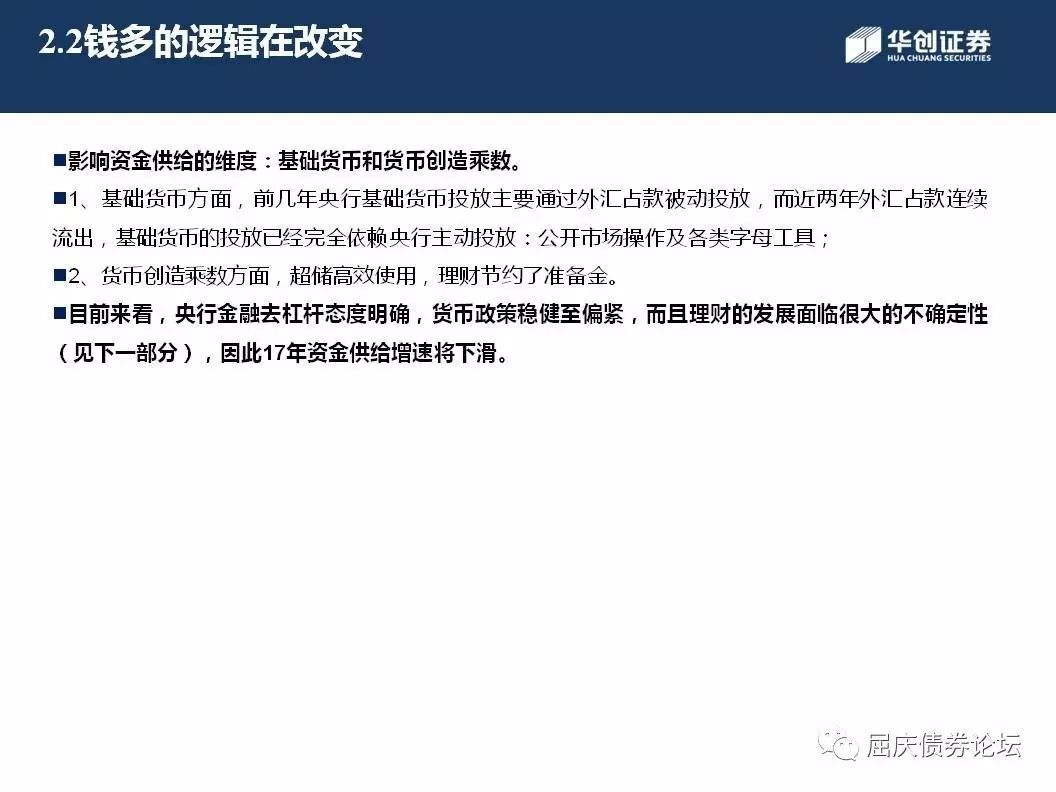 2.2钱多的逻辑在改变
华创证券
HUA CHUANG SECURITIES
■影响资金供给的维度：基础货币和货币创造乘数。
■1、基础货币方面，前几年央行基础货币投放主要通过外汇占款被动投放，而近两年外汇占款连续
流出，基础货币的投放已经完全依赖央行主动投放：公开市场操作及各类字母工具；
■2、货币创造乘数方面，超储高效使用，理财节约了准备金。
■目前来看，央行金融去杠杆态度明确，货币政策稳健至偏紧，而且理财的发展面临很大的不确定性
（见下一部分），因此17年资金供给增速将下滑。
屈庆债券论坛